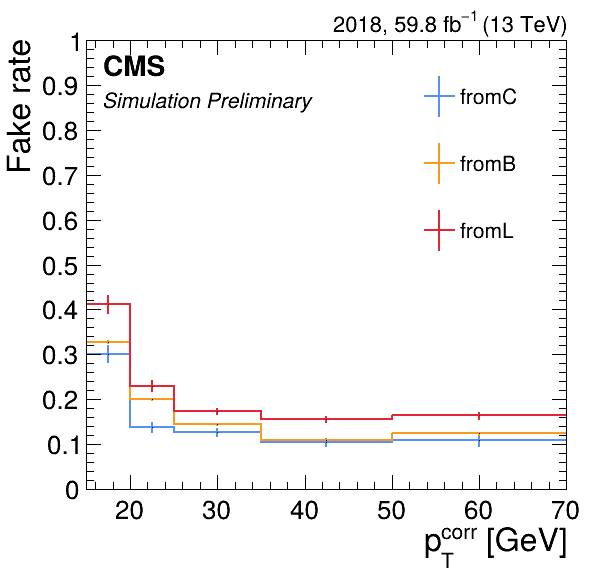 2018, 59.8 fb⁻¹ (13 TeV)
CMS
Simulation Preliminary
Fake rate
fromC
fromB
fromL
1
0.9
0.8
0.7
0.6
0.5
0.4
0.3
0.2
0.1
0
20 30 40 50 60 70
p_T^corr [GeV]